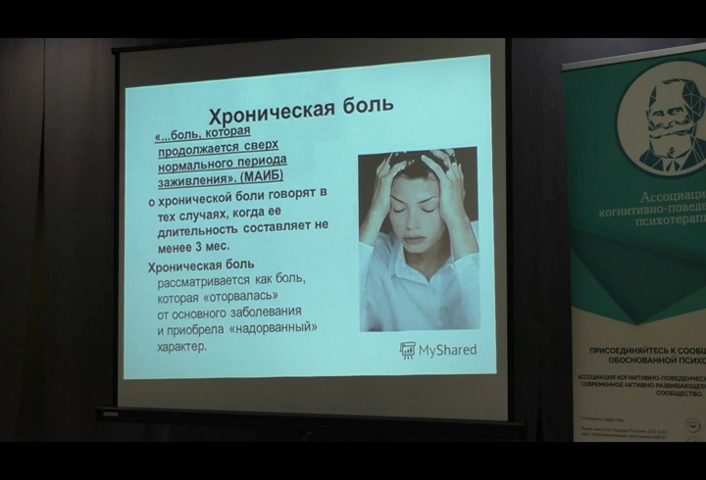 Хроническая боль
«...боль, которая
продолжается сверх
нормального периода
заживления». (МАИБ)
о хронической боли говорят в
тех случаях, когда ее
длительность составляет не
менее 3 мес.
Хроническая боль
рассматривается как боль,
которая «оторвалась»
от основного заболевания
и приобрела «надорванный»
характер.
MyShared
Ассоциаци
когнитивно-поведе
психотерап
ПРИСОЕДИНЯЙТЕСЬ К СООБЩ
ОБОСНОВАННОЙ ПСИХО
АССОЦИАЦИЯ КОГНИТИВНО-ПОВЕДЕНЧЕС
СОВРЕМЕННОЕ АКТИВНО РАЗВИВАЮЩЕЕ
СООБЩЕСТВО